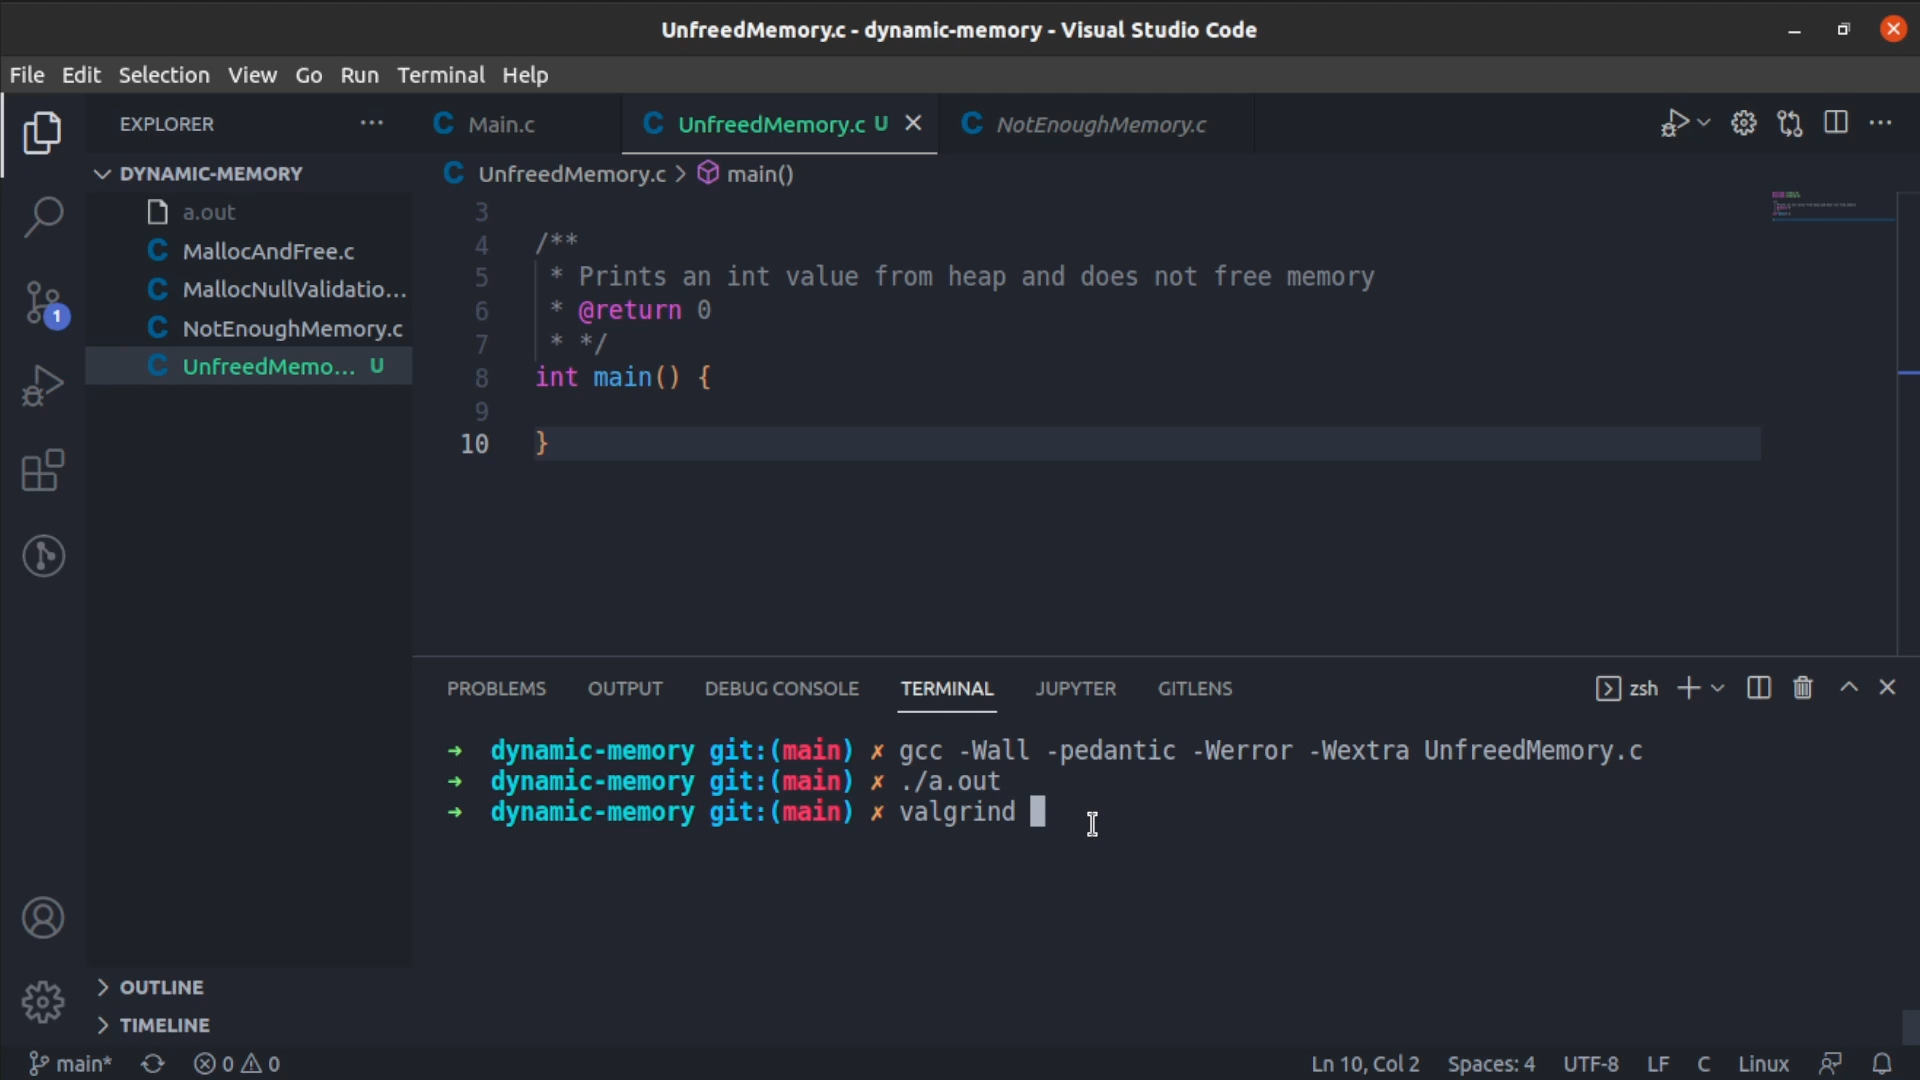 UnfreedMemory.c - dynamic-memory - Visual Studio Code
File Edit Selection View Go Run Terminal Help
EXPLORER
Main.c
UnfreedMemory.c U
NotEnoughMemory.c
DYNAMIC-MEMORY
a.out
MallocAndFree.c
MallocNullValidatio...
NotEnoughMemory.c
UnfreedMemo... U
1
UnfreedMemory.c > main()
3
4 /**
5 * Prints an int value from heap and does not free memory
6 * @return 0
7 * */
8 int main() {
9
10 }
PROBLEMS OUTPUT DEBUG CONSOLE TERMINAL JUPYTER GITLENS
zsh
→ dynamic-memory git:(main) ✗ gcc -Wall -pedantic -Werror -Wextra UnfreedMemory.c
→ dynamic-memory git:(main) ✗ ./a.out
→ dynamic-memory git:(main) ✗ valgrind
OUTLINE
TIMELINE
main* 0 0 Ln 10, Col 2 Spaces: 4 UTF-8 LF C Linux